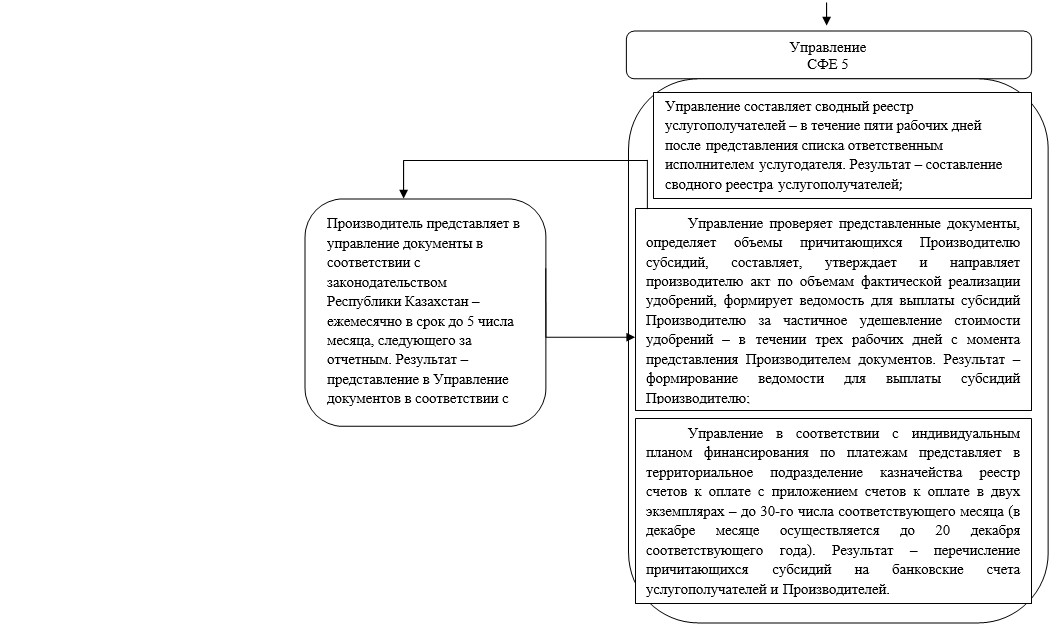 Управление
СФЕ 5
Управление составляет сводный реестр
услугополучателей – в течение пяти рабочих дней
после представления списка ответственным
исполнителем услугодателя. Результат – составление
сводного реестра услугополучателей;
Производитель представляет в
управление документы в
соответствии с
законодательством
Республики Казахстан –
ежемесячно в срок до 5 числа
месяца, следующего за
отчетным. Результат –
представление в Управление
документов в соответствии с
Управление проверяет представленные документы,
определяет объемы причитающихся Производителю
субсидий, составляет, утверждает и направляет
производителю акт по объемам фактической реализации
удобрений, формирует ведомость для выплаты субсидий
Производителю за частичное удешевление стоимости
удобрений – в течении трех рабочих дней с момента
представления Производителем документов. Результат –
формирование ведомости для выплаты субсидий
Производителю;
Управление в соответствии с индивидуальным
планом финансирования по платежам представляет в
территориальное подразделение казначейства реестр
счетов к оплате с приложением счетов к оплате в двух
экземплярах – до 30-го числа соответствующего месяца (в
декабре месяце осуществляется до 20 декабря
соответствующего года). Результат – перечисление
причитающихся субсидий на банковские счета
услугополучателей и Производителей.